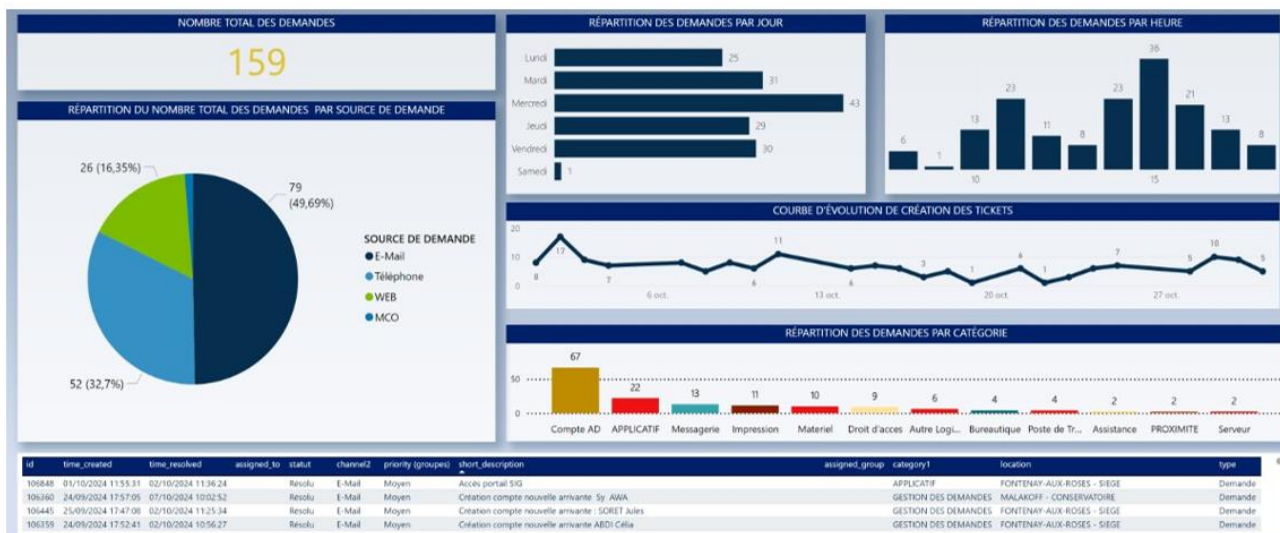 NOMBRE TOTAL DES DEMANDES
159
RÉPARTITION DU NOMBRE TOTAL DES DEMANDES PAR SOURCE DE DEMANDE
26 (16,35%)
79
(49,69%)
52 (32,7%)
SOURCE DE DEMANDE
E-Mail
Téléphone
WEB
MCO
RÉPARTITION DES DEMANDES PAR JOUR
Lundi 25
Mardi 31
Mercredi 43
Jeudi 29
Vendredi 30
Samedi 1
RÉPARTITION DES DEMANDES PAR HEURE
6 1 13 23 11 8 23 36 21 13 8
10 15
COURBE D'ÉVOLUTION DE CRÉATION DES TICKETS
20
10
0
8 17 7 6 11 6 3 1 6 1 7 5 10 5
6 oct. 13 oct. 20 oct. 27 oct.
RÉPARTITION DES DEMANDES PAR CATÉGORIE
50
0
67 22 13 11 10 9 6 4 4 2 2 2
Compte AD APPLICATIF Messagerie Impression Materiel Droit d'acces Autre Logi... Bureautique Poste de Tr... Assistance PROXIMITE Serveur
id time_created time_resolved assigned_to statut channel2 priority (groupes) short_description assigned_group category1 location type
106848 01/10/2024 11:55:31 02/10/2024 11:36:24 Résolu E-Mail Moyen Accès portail SIG APPLICATIF FONTENAY-AUX-ROSES - SIEGE Demande
106360 24/09/2024 17:57:05 07/10/2024 10:02:52 Résolu E-Mail Moyen Création compte nouvelle arrivante Sy AWA GESTION DES DEMANDES MALAKOFF - CONSERVATOIRE Demande
106445 25/09/2024 17:47:08 02/10/2024 11:25:34 Résolu E-Mail Moyen Création compte nouvelle arrivante : SORET Jules GESTION DES DEMANDES FONTENAY-AUX-ROSES - SIEGE Demande
106359 24/09/2024 17:52:41 02/10/2024 10:56:27 Résolu E-Mail Moyen Création compte nouvelle arrivante ABDI Célia GESTION DES DEMANDES FONTENAY-AUX-ROSES - SIEGE Demande